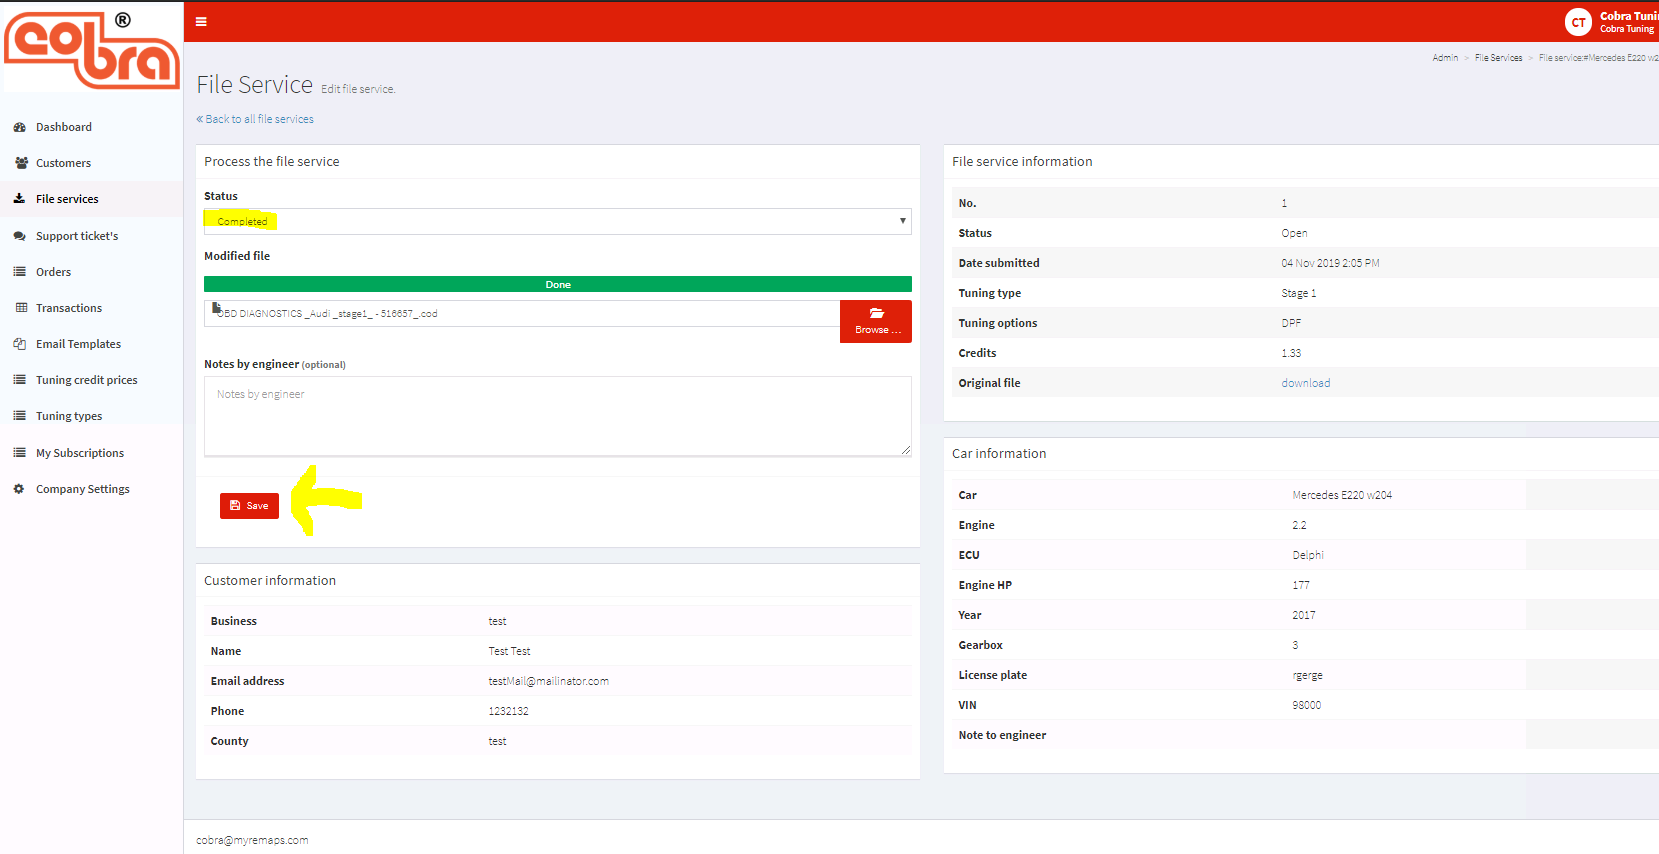 cobra ®
CT
Cobra Tuni
Cobra Tuning
Admin > File Services > File service:#Mercedes E220 w2
File Service Edit file service.
« Back to all file services
Dashboard
Customers
File services
Support ticket's
Orders
Transactions
Email Templates
Tuning credit prices
Tuning types
My Subscriptions
Company Settings
Process the file service
Status
Completed
Modified file
Done
OBD DIAGNOSTICS _Audi _stage1_ - 516657_.cod
Browse ...
Notes by engineer (optional)
Notes by engineer
Save
Customer information
Business test
Name Test Test
Email address testMail@mailinator.com
Phone 1232132
County test
File service information
No. 1
Status Open
Date submitted 04 Nov 2019 2:05 PM
Tuning type Stage 1
Tuning options DPF
Credits 1.33
Original file download
Car information
Car Mercedes E220 w204
Engine 2.2
ECU Delphi
Engine HP 177
Year 2017
Gearbox 3
License plate rgerge
VIN 98000
Note to engineer
cobra@myremaps.com